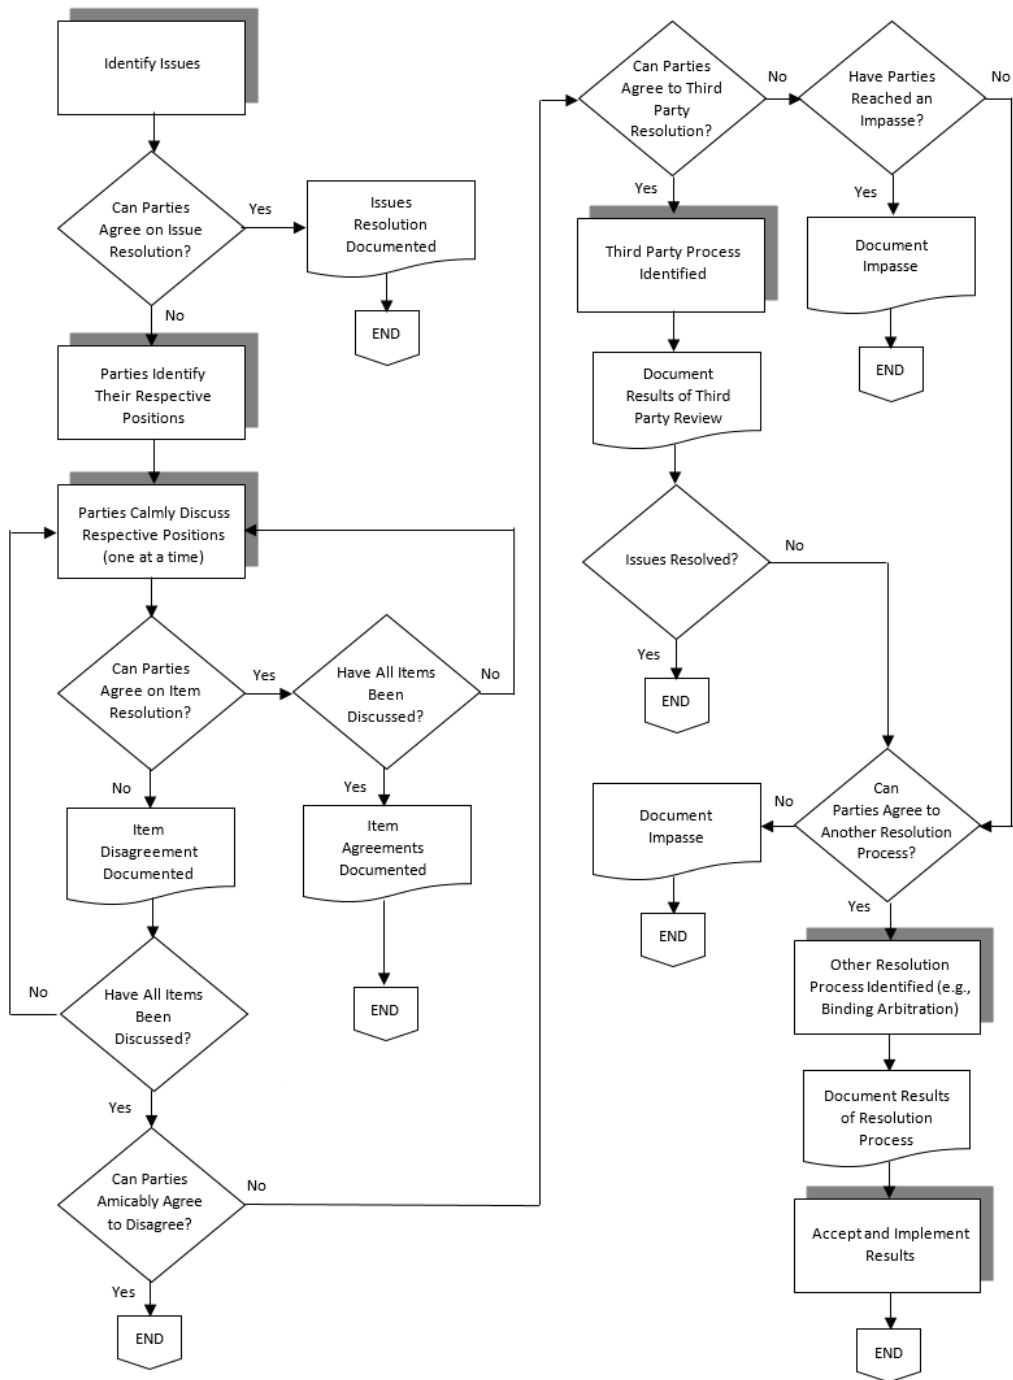 Identify Issues
Can Parties
Agree on Issue
Resolution?
Yes
Issues
Resolution
Documented
END
No
Parties Identify
Their Respective
Positions
Parties Calmly Discuss
Respective Positions
(one at a time)
Can Parties
Agree on Item
Resolution?
Yes
Have All Items
Been
Discussed?
No
Yes
Item
Agreements
Documented
END
No
Item
Disagreement
Documented
Have All Items
Been
Discussed?
No
Yes
Can Parties
Amicably Agree
to Disagree?
No
Yes
END
Can Parties
Agree to Third
Party
Resolution?
No
Have Parties
Reached an
Impasse?
No
Yes
Document
Impasse
END
Yes
Third Party Process
Identified
Document
Results of Third
Party Review
Issues Resolved?
No
Yes
END
Can
Parties Agree to
Another Resolution
Process?
No
Document
Impasse
END
Yes
Other Resolution
Process Identified (e.g.,
Binding Arbitration)
Document Results
of Resolution
Process
Accept and Implement
Results
END